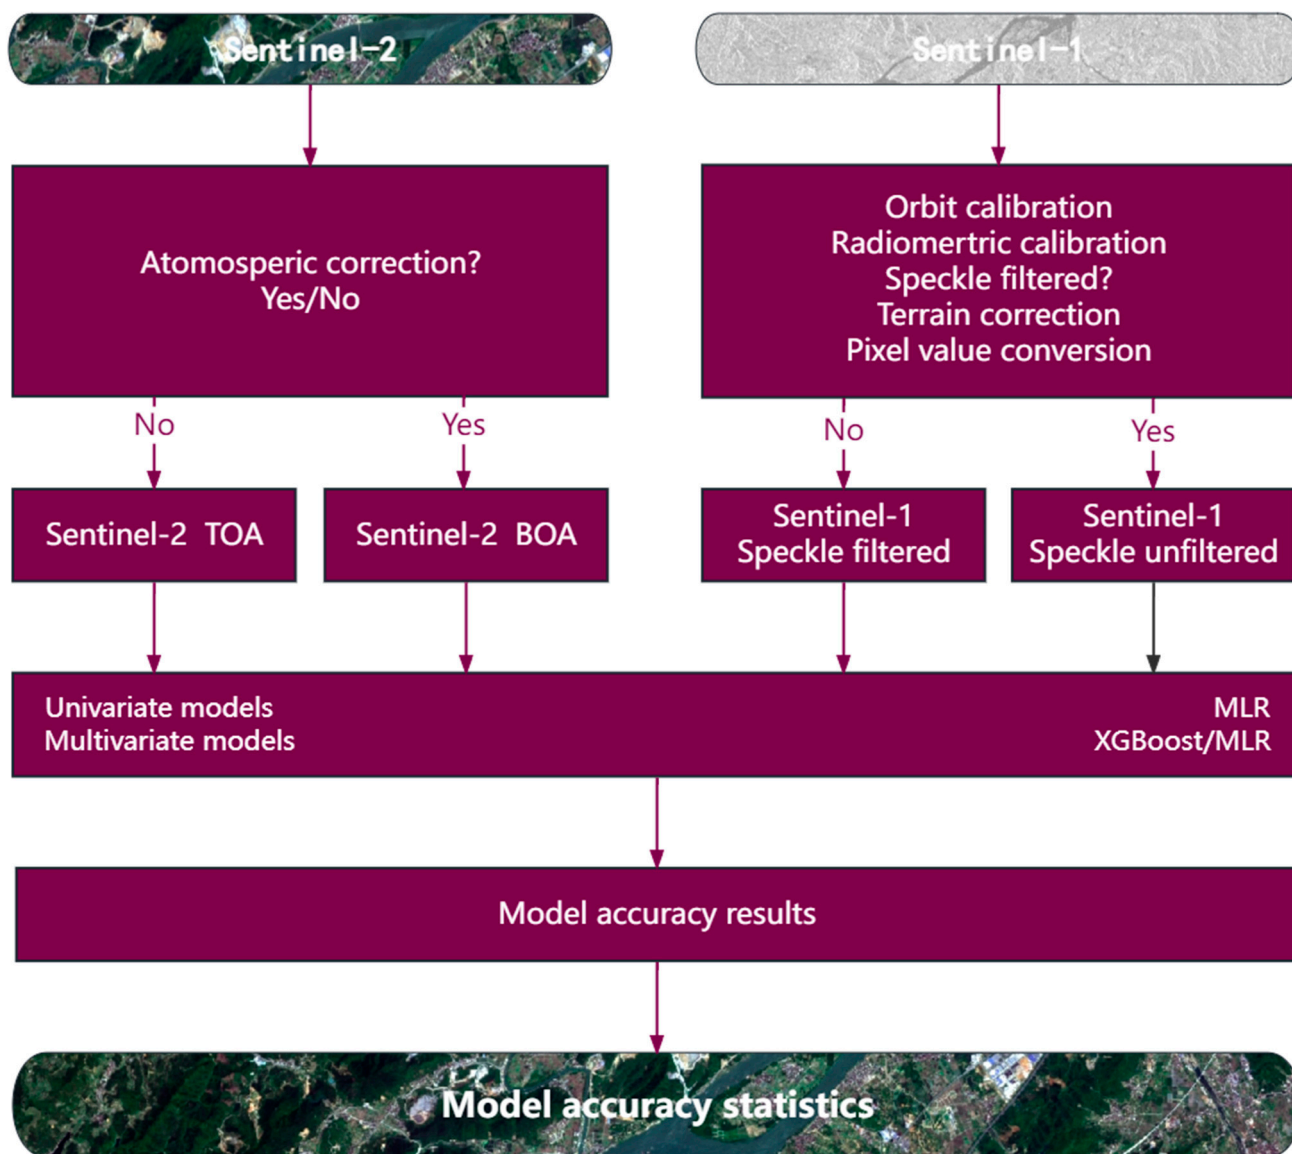 Sentinel-2
Sentinel-1
Atomosperic correction?
Yes/No
Orbit calibration
Radiomertric calibration
Speckle filtered?
Terrain correction
Pixel value conversion
No
Yes
No
Yes
Sentinel-2 TOA
Sentinel-2 BOA
Sentinel-1
Speckle filtered
Sentinel-1
Speckle unfiltered
Univariate models
MLR
Multivariate models
XGBoost/MLR
Model accuracy results
Model accuracy statistics